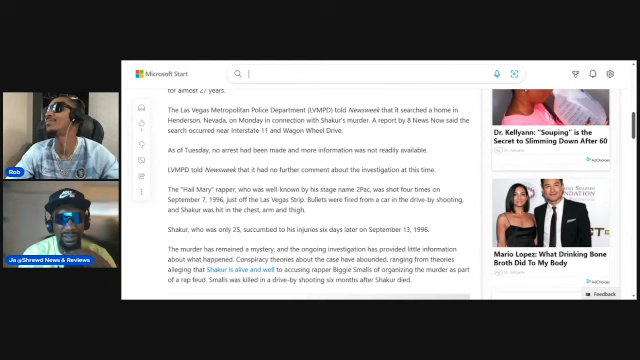 Microsoft Start
for almost 27 years.
The Las Vegas Metropolitan Police Department (LVMPD) told Newsweek that it searched a home in
Henderson, Nevada, on Monday in connection with Shakur's murder. A report by 8 News Now said the
search occurred near Interstate 11 and Wagon Wheel Drive.
As of Tuesday, no arrest had been made and more information was not readily available.
LVMPD told Newsweek that it had no further comment about the investigation at this time.
The "Hail Mary" rapper, who was well-known by his stage name 2Pac, was shot four times on
September 7, 1996, just off the Las Vegas Strip. Bullets were fired from a car in the drive-by shooting,
and Shakur was hit in the chest, arm and thigh.
Shakur, who was only 25, succumbed to his injuries six days later on September 13, 1996.
The murder has remained a mystery, and the ongoing investigation has provided little information
about what happened. Conspiracy theories about the case have abounded, ranging from theories
alleging that Shakur is alive and well to accusing rapper Biggie Smalls of organizing the murder as part
of a rap feud. Smalls was killed in a drive-by shooting six months after Shakur died.
Dr. Kellyann: "Souping" is the
Secret to Slimming Down After 60
AdChoices
Mario Lopez: What Drinking Bone
Broth Did To My Body
AdChoices
Feedback
Rob
Ja @Shrewd News & Reviews